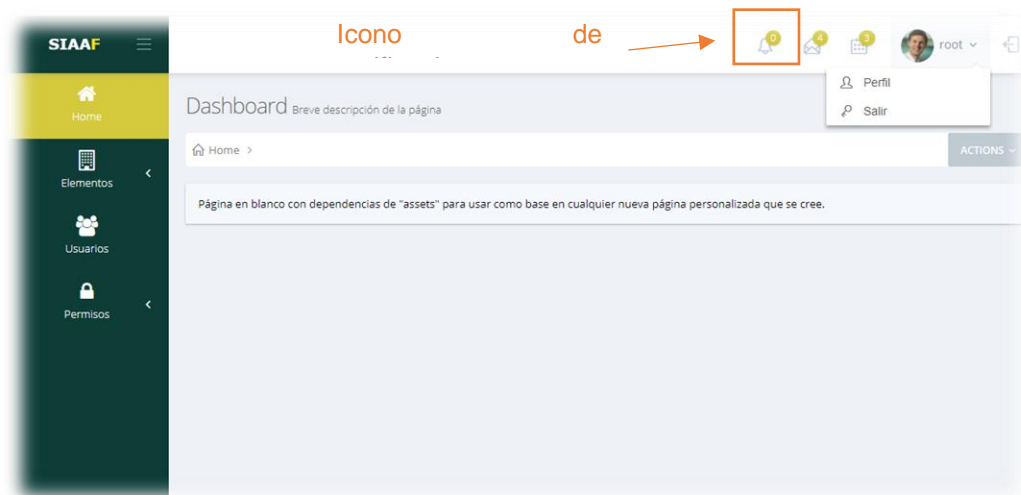 SIAAF
Icono de
0
4
3
root
Perfil
Salir
Home
Dashboard Breve descripción de la página
Home >
ACTIONS
Elementos
Página en blanco con dependencias de "assets" para usar como base en cualquier nueva página personalizada que se cree.
Usuarios
Permisos